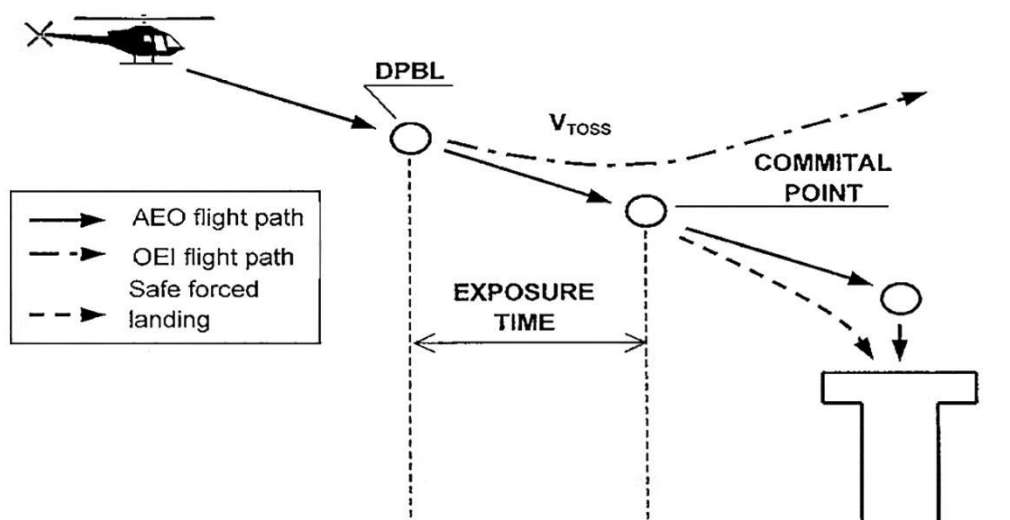 DPBL
VTOSS
COMMITAL
POINT
AEO flight path
OEI flight path
Safe forced
landing
EXPOSURE
TIME